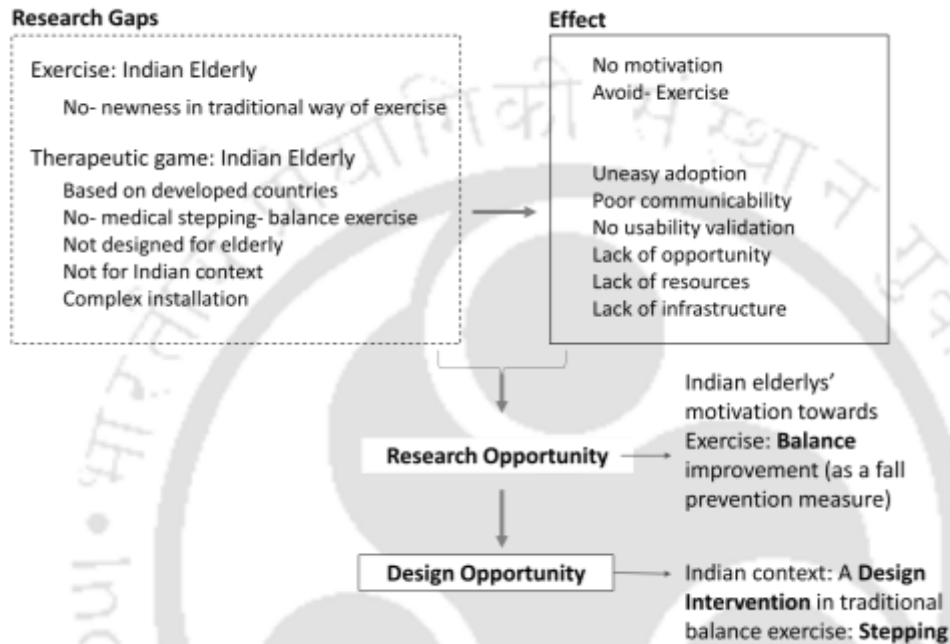 Research Gaps
Exercise: Indian Elderly
No- newness in traditional way of exercise
Therapeutic game: Indian Elderly
Based on developed countries
No- medical stepping- balance exercise
Not designed for elderly
Not for Indian context
Complex installation
Effect
No motivation
Avoid- Exercise
Uneasy adoption
Poor communicability
No usability validation
Lack of opportunity
Lack of resources
Lack of infrastructure
Research Opportunity
Indian elderlys’
motivation towards
Exercise: Balance
improvement (as a fall
prevention measure)
Design Opportunity
Indian context: A Design
Intervention in traditional
balance exercise: Stepping